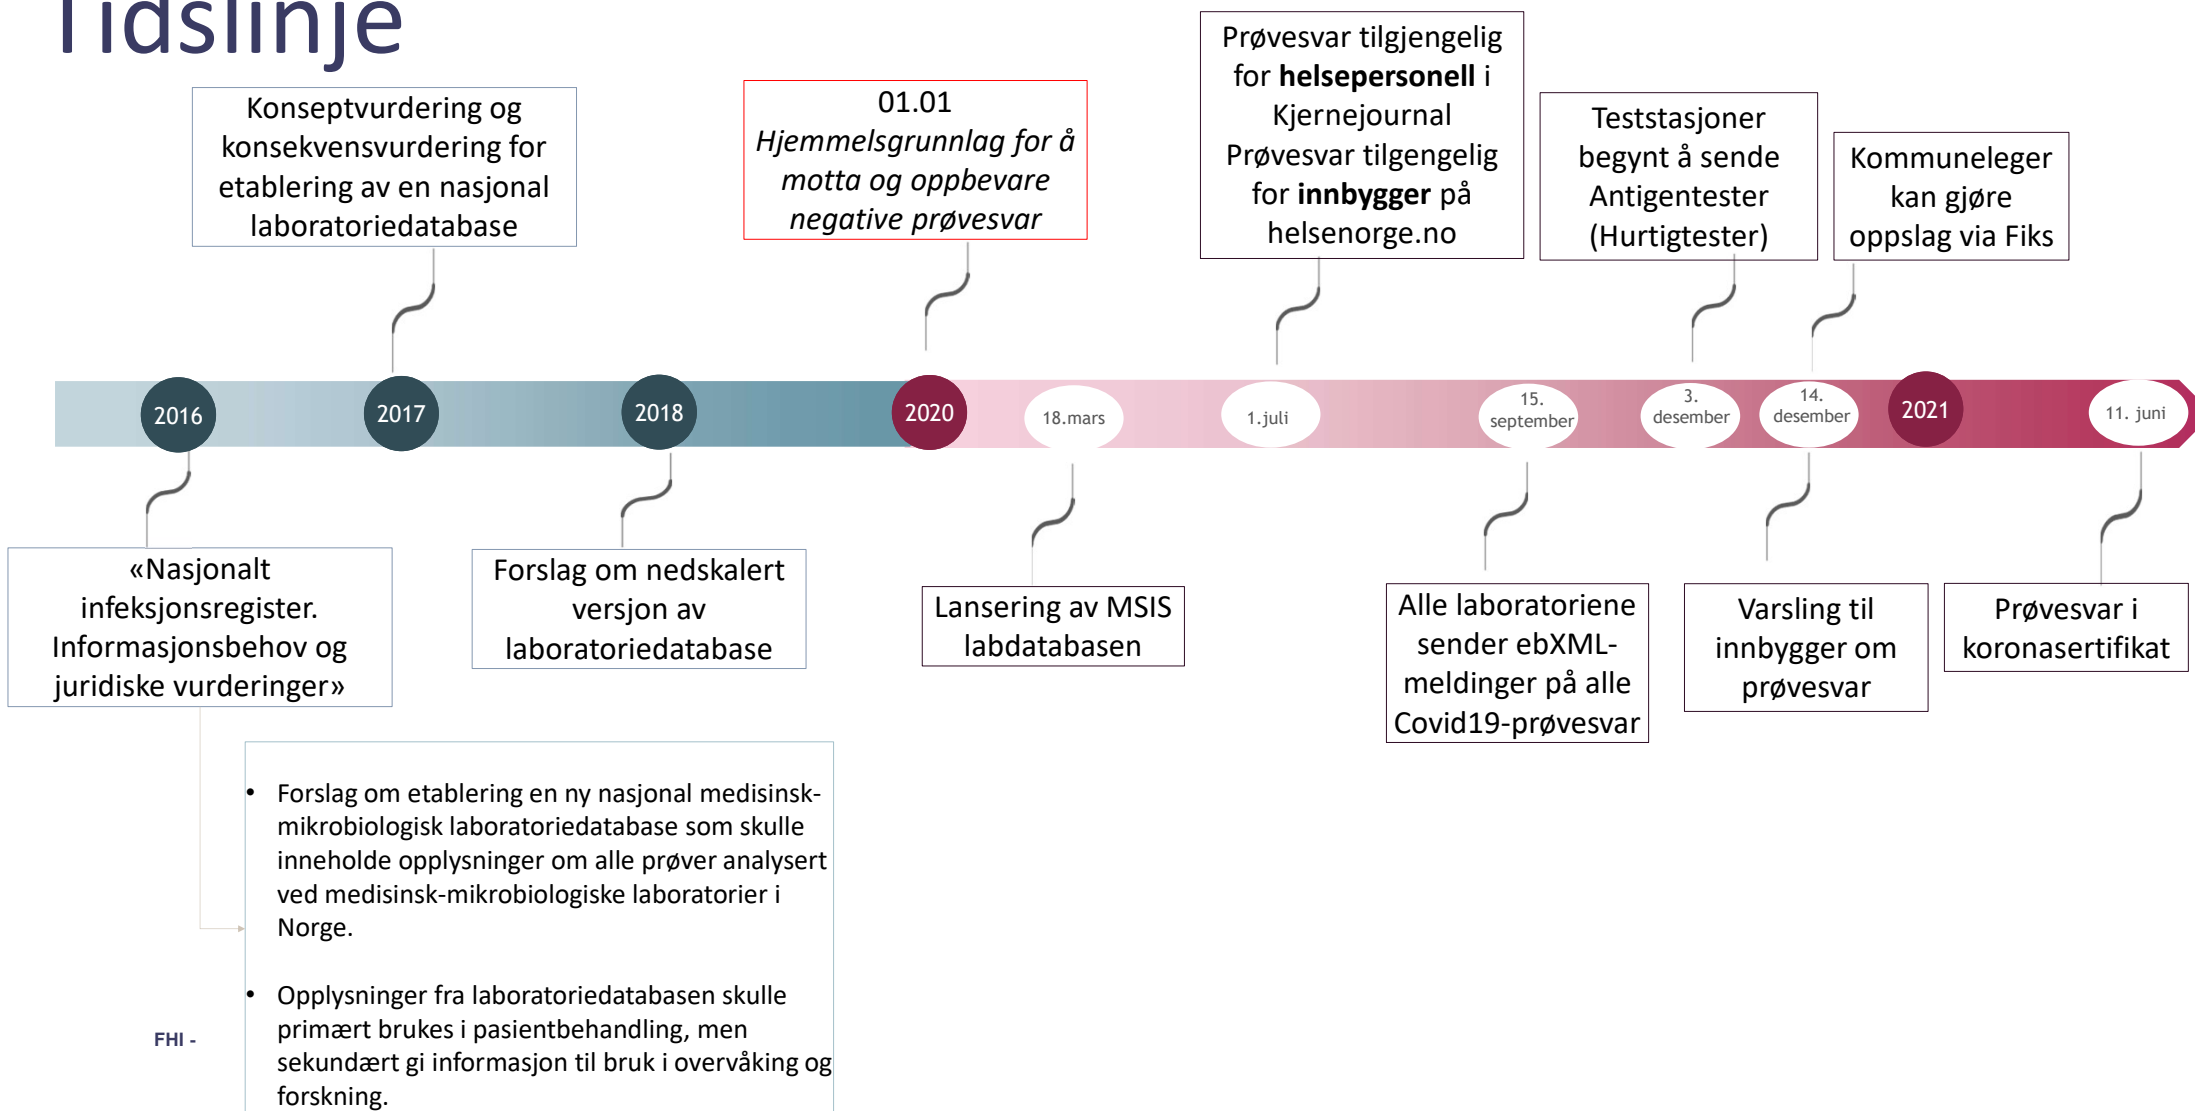 Tidslinje
Konseptvurdering og
konsekvensvurdering for
etablering av en nasjonal
laboratoriedatabase
01.01
Hjemmelsgrunnlag for å
motta og oppbevare
negative prøvesvar
Prøvesvar tilgjengelig
for helsepersonell i
Kjernejournal
Prøvesvar tilgengelig
for innbygger på
helsenorge.no
Teststasjoner
begynt å sende
Antigentester
(Hurtigtester)
Kommuneleger
kan gjøre
oppslag via Fiks
2016
2017
2018
2020
18.mars
1.juli
15.
september
3.
desember
14.
desember
2021
11. juni
«Nasjonalt
infeksjonsregister.
Informasjonsbehov og
juridiske vurderinger»
Forslag om nedskalert
versjon av
laboratoriedatabase
Lansering av MSIS
labdatabasen
Alle laboratoriene
sender ebXML-
meldinger på alle
Covid19-prøvesvar
Varsling til
innbygger om
prøvesvar
Prøvesvar i
koronasertifikat
• Forslag om etablering en ny nasjonal medisinsk-
mikrobiologisk laboratoriedatabase som skulle
inneholde opplysninger om alle prøver analysert
ved medisinsk-mikrobiologiske laboratorier i
Norge.
• Opplysninger fra laboratoriedatabasen skulle
primært brukes i pasientbehandling, men
sekundært gi informasjon til bruk i overvåking og
forskning.
FHI -